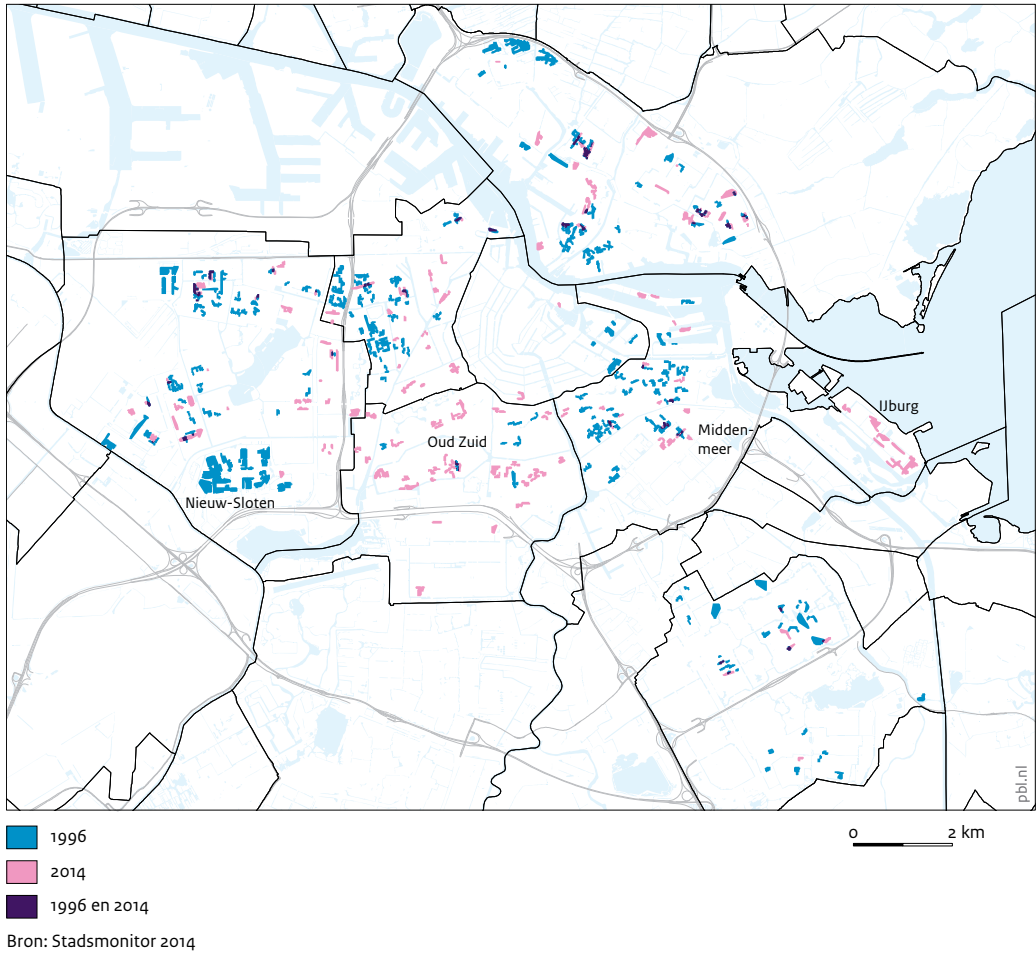 IJburg
Oud Zuid
Midden-
meer
Nieuw-Sloten
pbl.nl
1996
2014
1996 en 2014
0 2 km
Bron: Stadsmonitor 2014